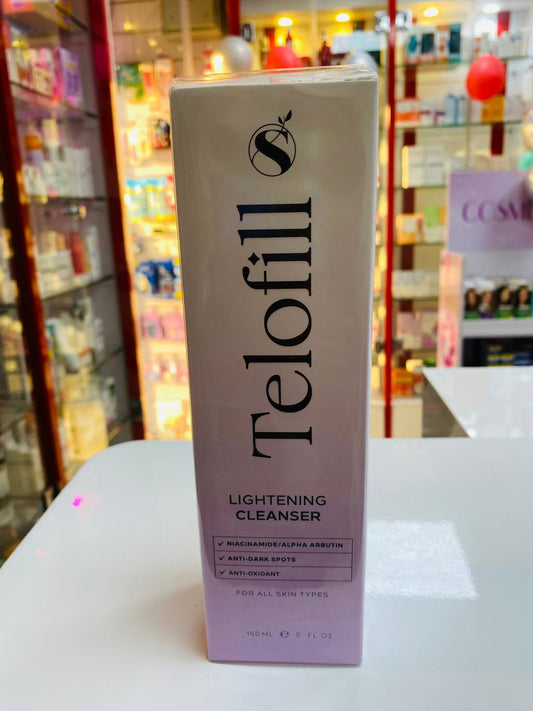 Telofill
LIGHTENING
CLEANSER
✓ NIACINAMIDE/ALPHA ARBUTIN
✓ ANTI-DARK SPOTS
✓ ANTI-OXIDANT
FOR ALL SKIN TYPES
150 ML ℮ 5 FL OZ
COSME